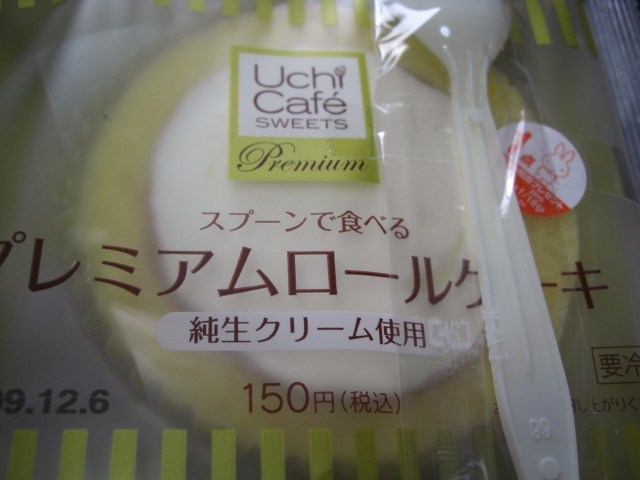 Uchi
Café
SWEETS
Premium
スプーンで食べる
プレミアムロールケーキ
純生クリーム使用
150円(税込)
09.12.6
要冷
点